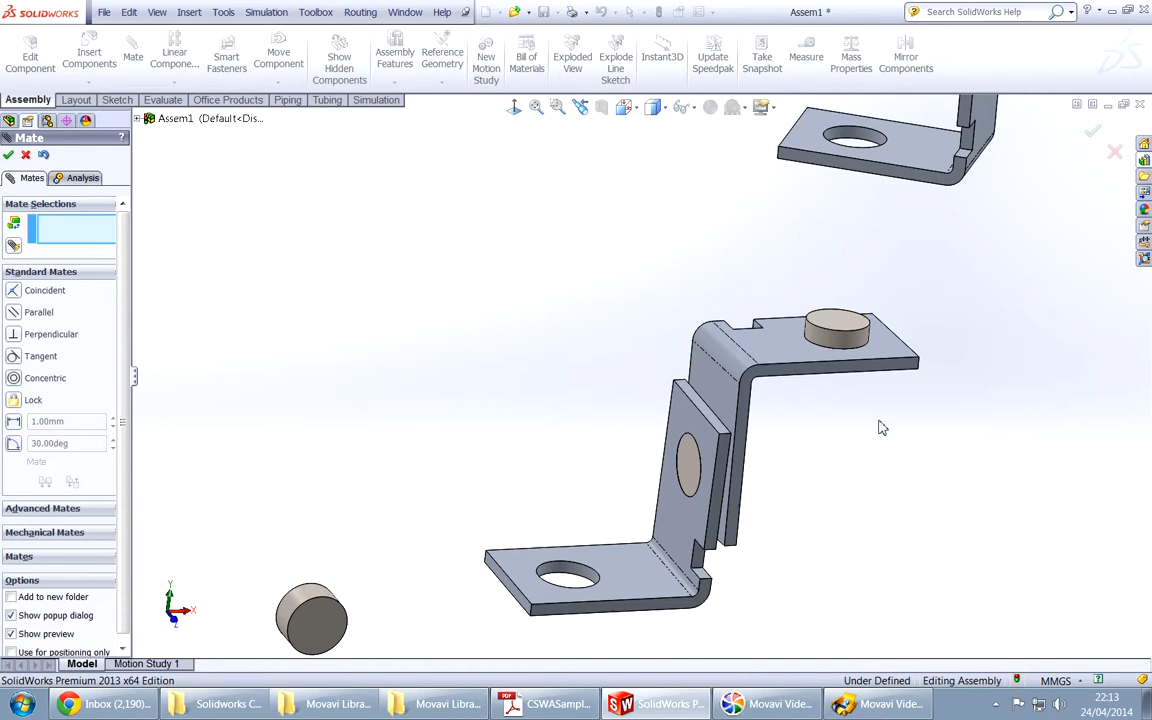 SOLIDWORKS File Edit View Insert Tools Simulation Toolbox Routing Window Help Assem1 * Search SolidWorks Help
Edit Component
Insert Components
Mate
Linear Compone...
Smart Fasteners
Move Component
Show Hidden Components
Assembly Features
Reference Geometry
New Motion Study
Bill of Materials
Exploded View
Explode Line Sketch
Instant3D
Update Speedpak
Take Snapshot
Measure
Mass Properties
Mirror Components
Assembly Layout Sketch Evaluate Office Products Piping Tubing Simulation
Assem1 (Default<Dis...
Mate ?
Mates Analysis
Mate Selections
Standard Mates
Coincident
Parallel
Perpendicular
Tangent
Concentric
Lock
1.00mm
30.00deg
Mate
Advanced Mates
Mechanical Mates
Mates
Options
Add to new folder
Show popup dialog
Show preview
Use for positioning only
Y
X
Z
Model Motion Study 1
SolidWorks Premium 2013 x64 Edition Under Defined Editing Assembly MMGS
Inbox (2,190)... Solidworks C... Movavi Libra... Movavi Libra... CSWASampl... SolidWorks P... Movavi Vide... Movavi Vide... 22:13
24/04/2014